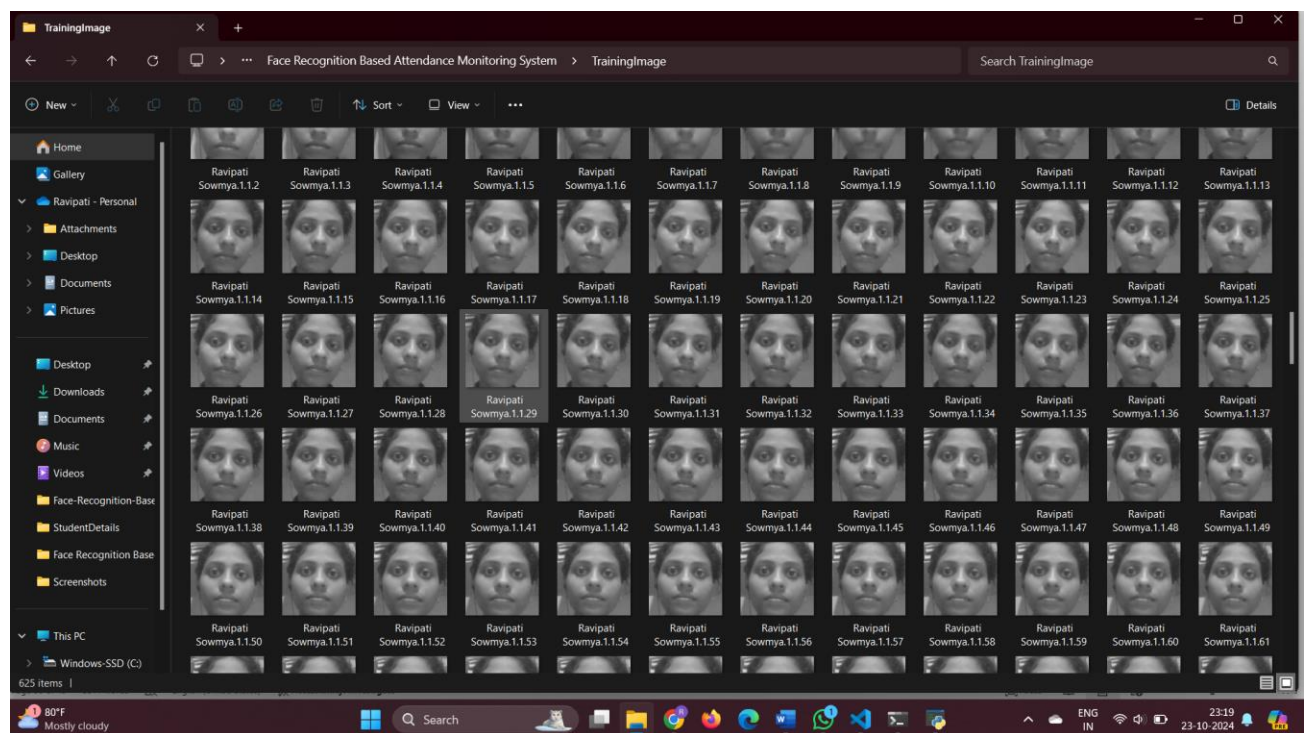 TrainingImage
Face Recognition Based Attendance Monitoring System > TrainingImage
Search TrainingImage
New
Sort
View
Details
Home
Gallery
Ravipati - Personal
Attachments
Desktop
Documents
Pictures
Desktop
Downloads
Documents
Music
Videos
Face-Recognition-Base
StudentDetails
Face Recognition Base
Screenshots
This PC
Windows-SSD (C:)
Ravipati Ravipati Ravipati Ravipati Ravipati Ravipati Ravipati Ravipati Ravipati Ravipati Ravipati Ravipati
Sowmya.1.1.2 Sowmya.1.1.3 Sowmya.1.1.4 Sowmya.1.1.5 Sowmya.1.1.6 Sowmya.1.1.7 Sowmya.1.1.8 Sowmya.1.1.9 Sowmya.1.1.10 Sowmya.1.1.11 Sowmya.1.1.12 Sowmya.1.1.13
Ravipati Ravipati Ravipati Ravipati Ravipati Ravipati Ravipati Ravipati Ravipati Ravipati Ravipati Ravipati
Sowmya.1.1.14 Sowmya.1.1.15 Sowmya.1.1.16 Sowmya.1.1.17 Sowmya.1.1.18 Sowmya.1.1.19 Sowmya.1.1.20 Sowmya.1.1.21 Sowmya.1.1.22 Sowmya.1.1.23 Sowmya.1.1.24 Sowmya.1.1.25
Ravipati Ravipati Ravipati Ravipati Ravipati Ravipati Ravipati Ravipati Ravipati Ravipati Ravipati Ravipati
Sowmya.1.1.26 Sowmya.1.1.27 Sowmya.1.1.28 Sowmya.1.1.29 Sowmya.1.1.30 Sowmya.1.1.31 Sowmya.1.1.32 Sowmya.1.1.33 Sowmya.1.1.34 Sowmya.1.1.35 Sowmya.1.1.36 Sowmya.1.1.37
Ravipati Ravipati Ravipati Ravipati Ravipati Ravipati Ravipati Ravipati Ravipati Ravipati Ravipati Ravipati
Sowmya.1.1.38 Sowmya.1.1.39 Sowmya.1.1.40 Sowmya.1.1.41 Sowmya.1.1.42 Sowmya.1.1.43 Sowmya.1.1.44 Sowmya.1.1.45 Sowmya.1.1.46 Sowmya.1.1.47 Sowmya.1.1.48 Sowmya.1.1.49
Ravipati Ravipati Ravipati Ravipati Ravipati Ravipati Ravipati Ravipati Ravipati Ravipati Ravipati Ravipati
Sowmya.1.1.50 Sowmya.1.1.51 Sowmya.1.1.52 Sowmya.1.1.53 Sowmya.1.1.54 Sowmya.1.1.55 Sowmya.1.1.56 Sowmya.1.1.57 Sowmya.1.1.58 Sowmya.1.1.59 Sowmya.1.1.60 Sowmya.1.1.61
625 items
1
80°F
Mostly cloudy
Search
ENG
IN
23:19
23-10-2024
PRE